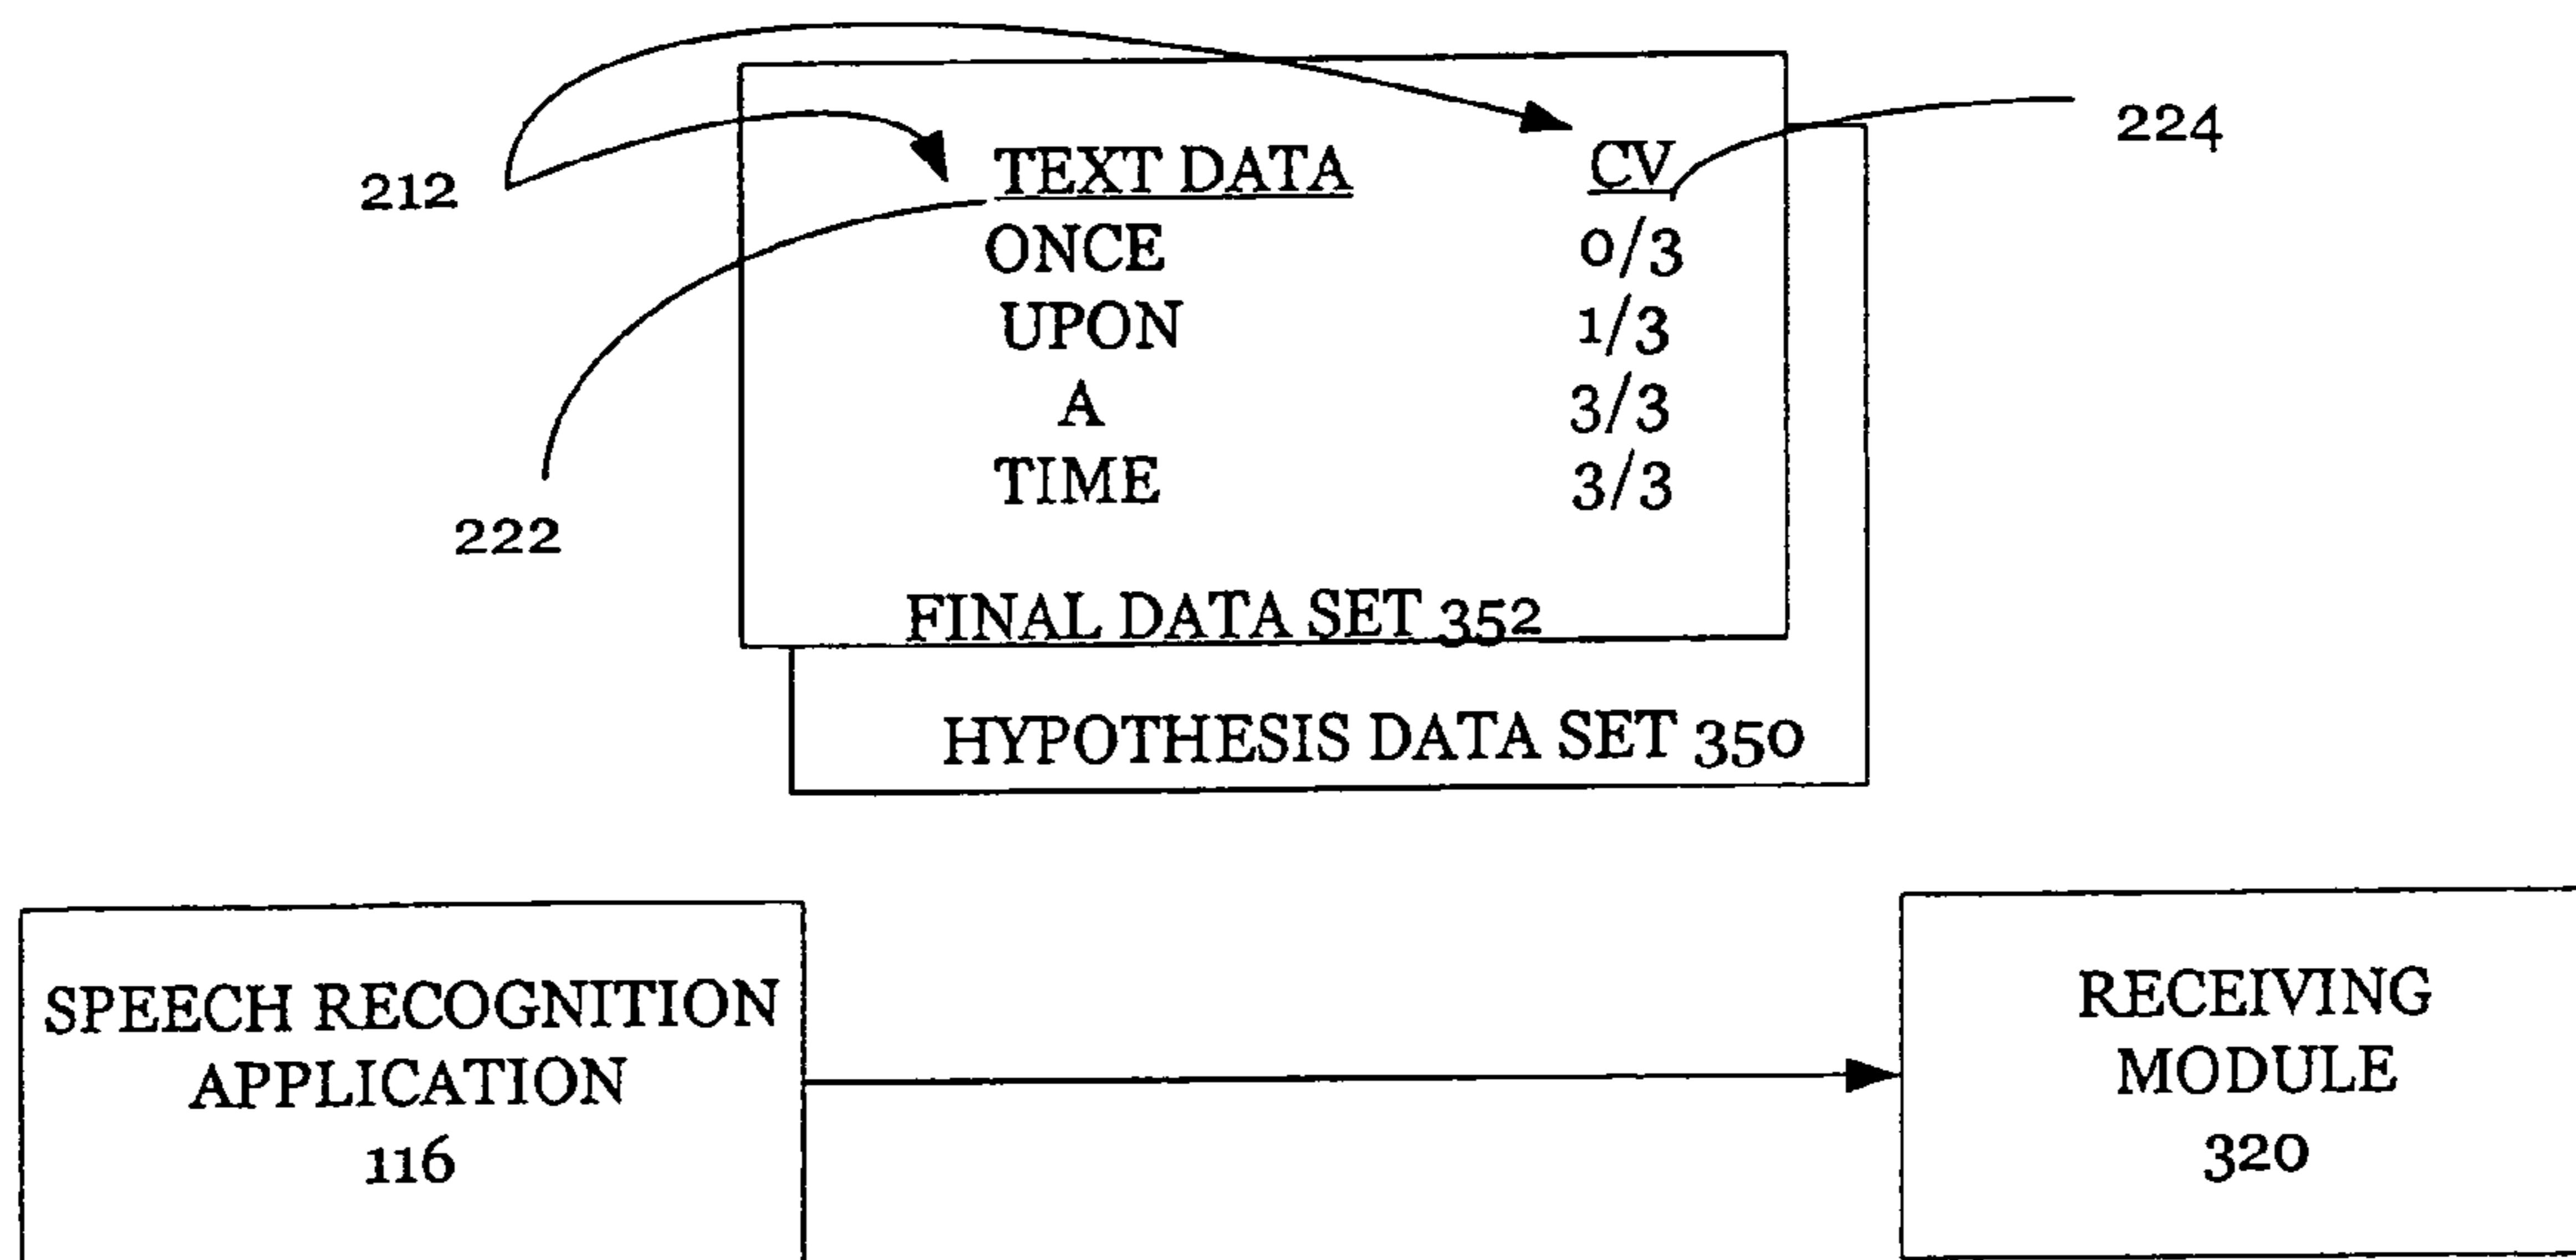 224
212
TEXT DATA CV
ONCE 0/3
UPON 1/3
A 3/3
TIME 3/3
222
FINAL DATA SET 352
HYPOTHESIS DATA SET 350
SPEECH RECOGNITION
APPLICATION
116
RECEIVING
MODULE
320